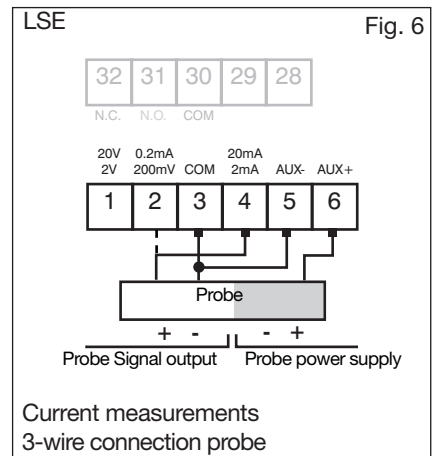 LSE Fig. 6
32 31 30 29 28
N.C. N.O. COM
20V 0.2mA 20mA
2V 200mV COM 2mA AUX- AUX+
1 2 3 4 5 6
Probe
+ - - +
Probe Signal output Probe power supply
Current measurements
3-wire connection probe